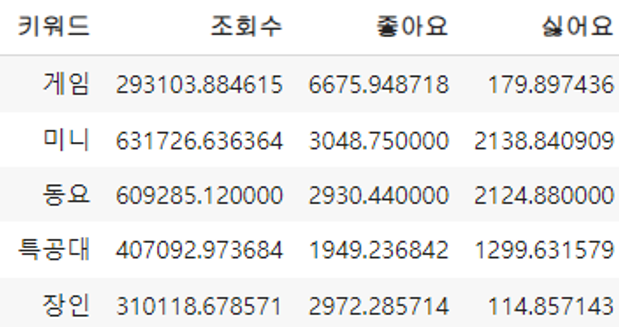 키워드 조회수 좋아요 싫어요
게임 293103.884615 6675.948718 179.897436
미니 631726.636364 3048.750000 2138.840909
동요 609285.120000 2930.440000 2124.880000
특공대 407092.973684 1949.236842 1299.631579
장인 310118.678571 2972.285714 114.857143